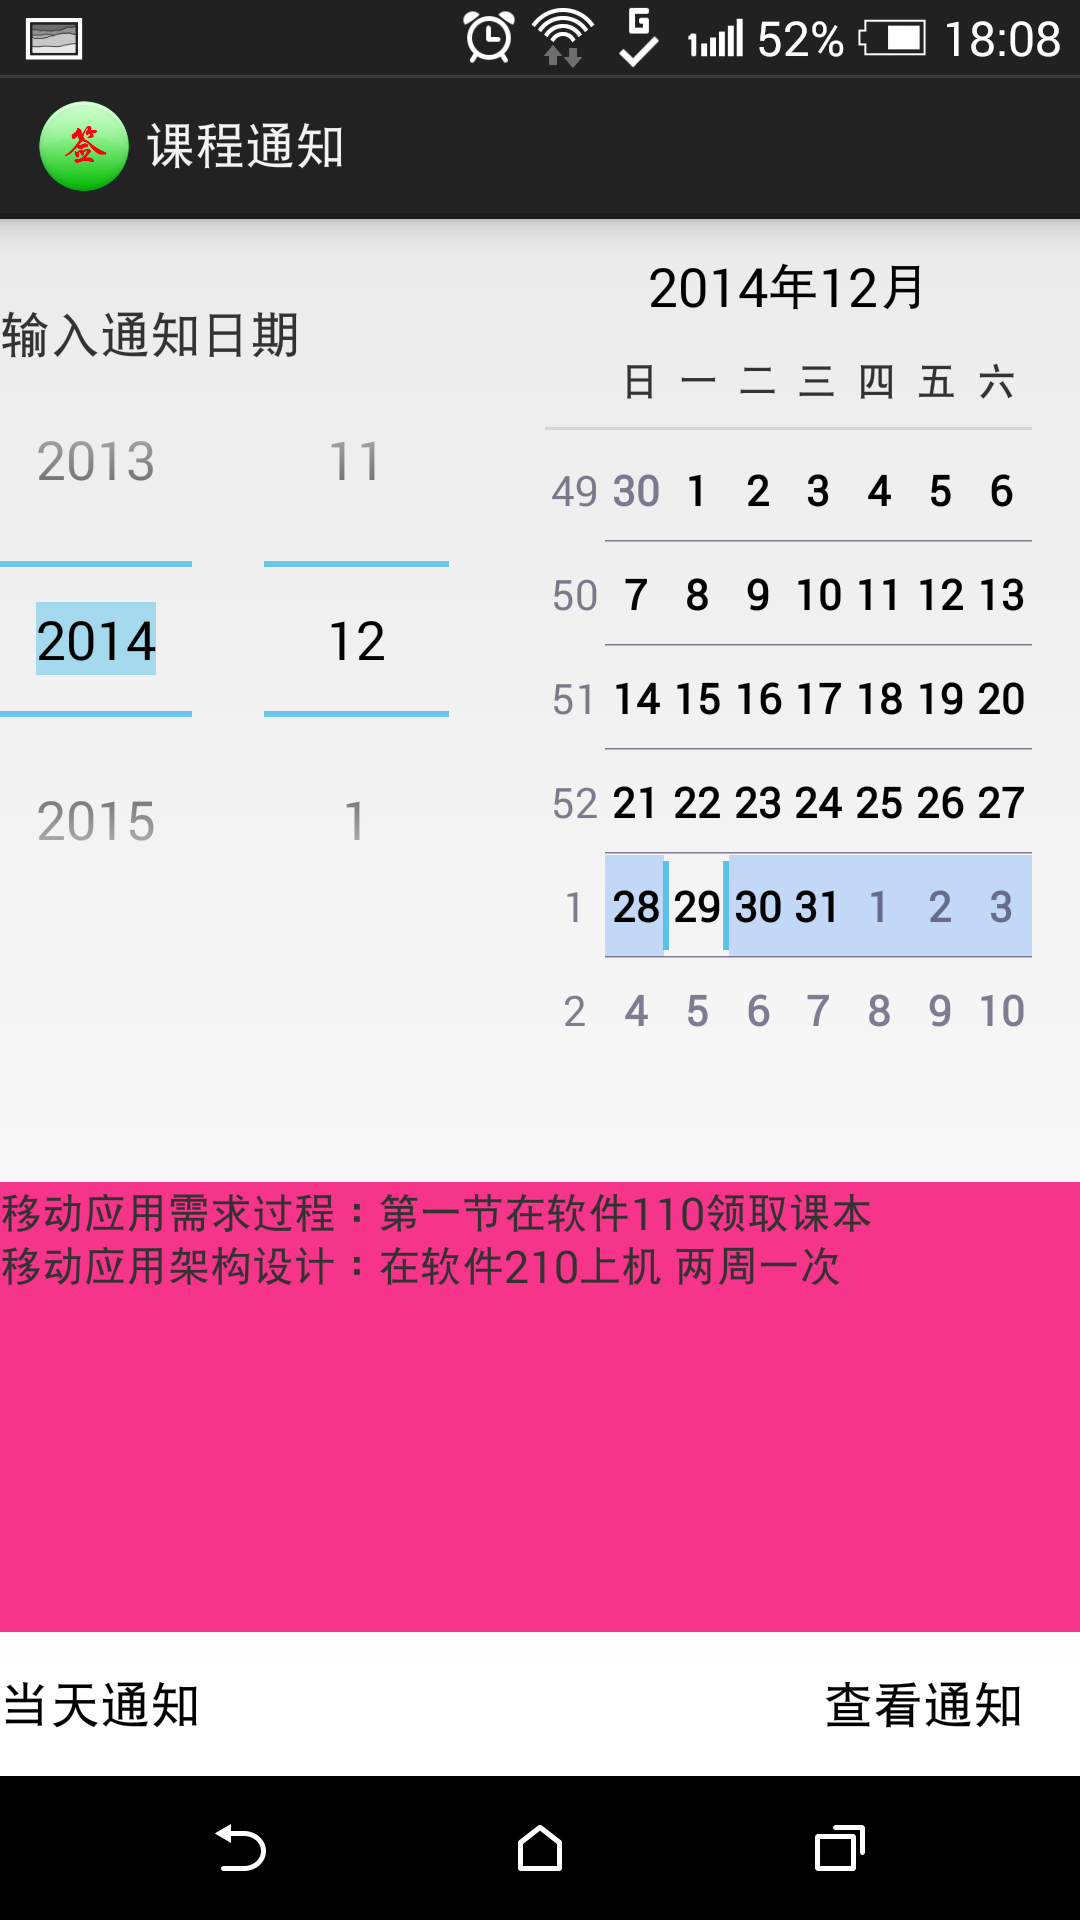 52% 18:08
签 课程通知
输入通知日期
2013 11
2014 12
2015 1
2014年12月
日 一 二 三 四 五 六
49 30 1 2 3 4 5 6
50 7 8 9 10 11 12 13
51 14 15 16 17 18 19 20
52 21 22 23 24 25 26 27
1 28 29 30 31 1 2 3
2 4 5 6 7 8 9 10
移动应用需求过程：第一节在软件110领取课本
移动应用架构设计：在软件210上机 两周一次
当天通知 查看通知